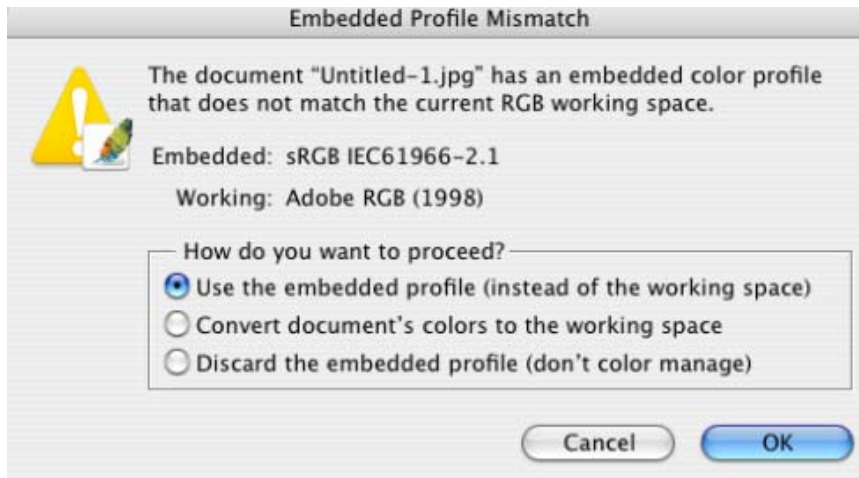 Embedded Profile Mismatch
The document “Untitled-1.jpg” has an embedded color profile
that does not match the current RGB working space.
Embedded: sRGB IEC61966-2.1
Working: Adobe RGB (1998)
How do you want to proceed?
Use the embedded profile (instead of the working space)
Convert document's colors to the working space
Discard the embedded profile (don't color manage)
Cancel OK